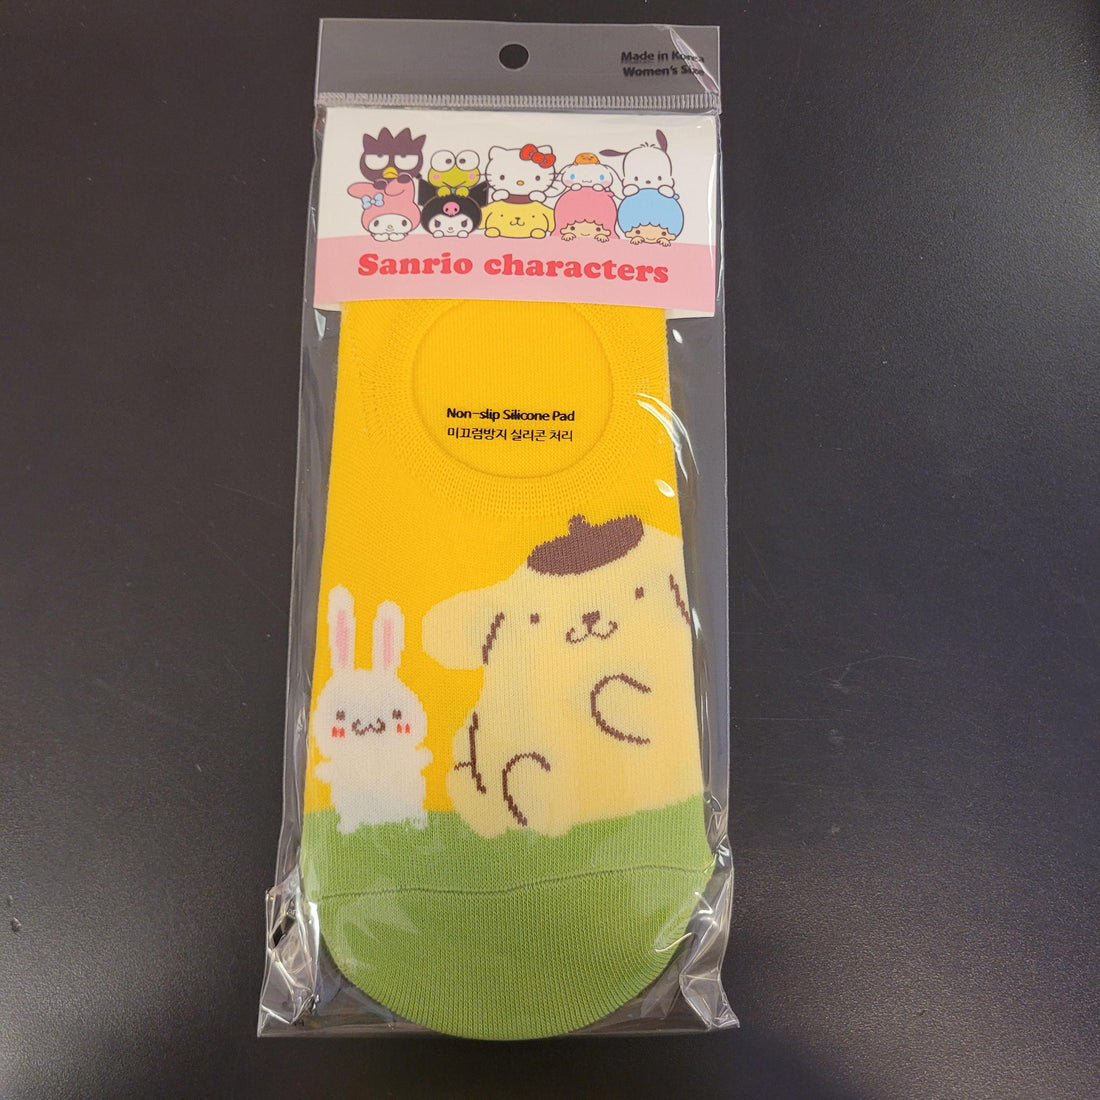 Made in Korea
Women's Size
Sanrio characters
Non-slip Silicone Pad
미끄럼방지 실리콘 처리